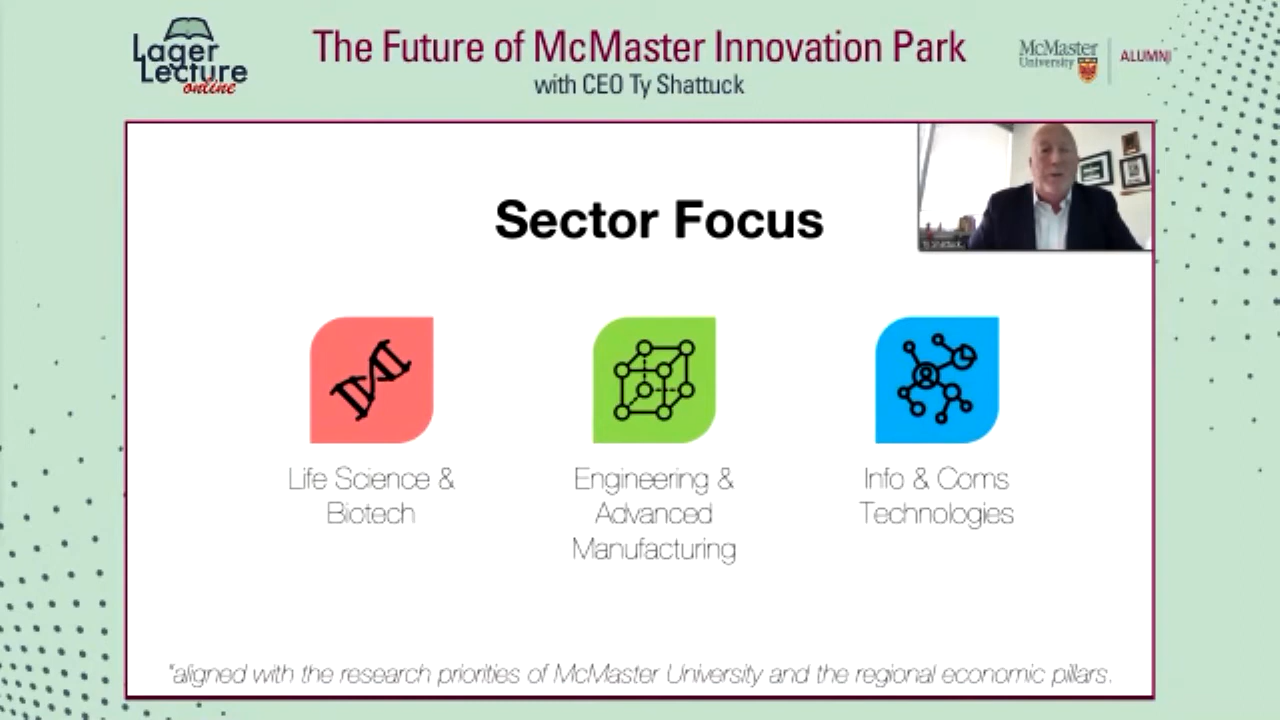 Lager
Lecture
online
The Future of McMaster Innovation Park
with CEO Ty Shattuck
McMaster
University
ALUMNI
Ty Shattuck
Sector Focus
Life Science &
Biotech
Engineering &
Advanced
Manufacturing
Info & Coms
Technologies
*aligned with the research priorities of McMaster University and the regional economic pillars.